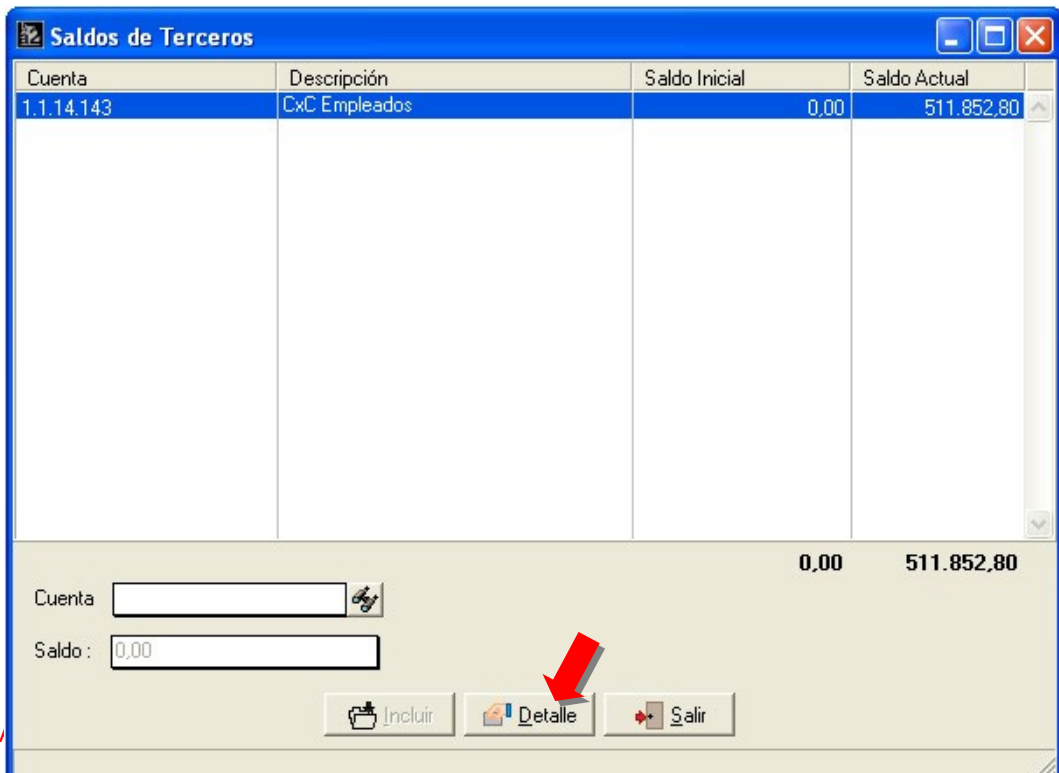 Saldos de Terceros
Cuenta Descripción Saldo Inicial Saldo Actual
1.1.14.143 CxC Empleados 0,00 511.852,80
0,00 511.852,80
Cuenta
Saldo : 0,00
Incluir Detalle Salir